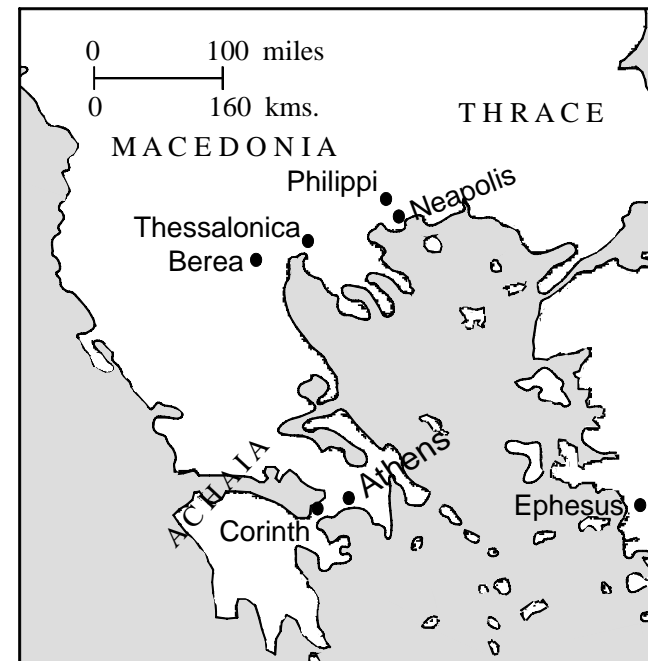 0 100 miles
0 160 kms.
THRACE
MACEDONIA
Philippi
Neapolis
Thessalonica
Berea
ACHAIA
Athens
Corinth
Ephesus